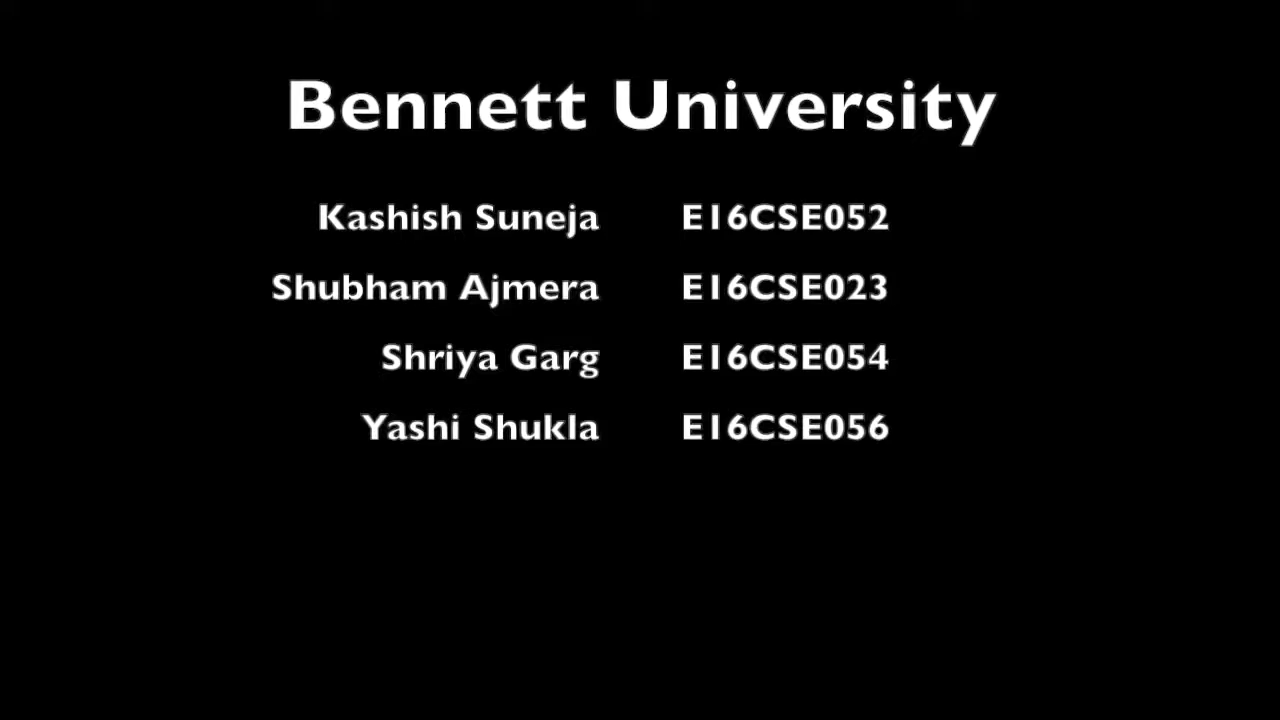 Bennett University
Kashish Suneja E16CSE052
Shubham Ajmera E16CSE023
Shriya Garg E16CSE054
Yashi Shukla E16CSE056